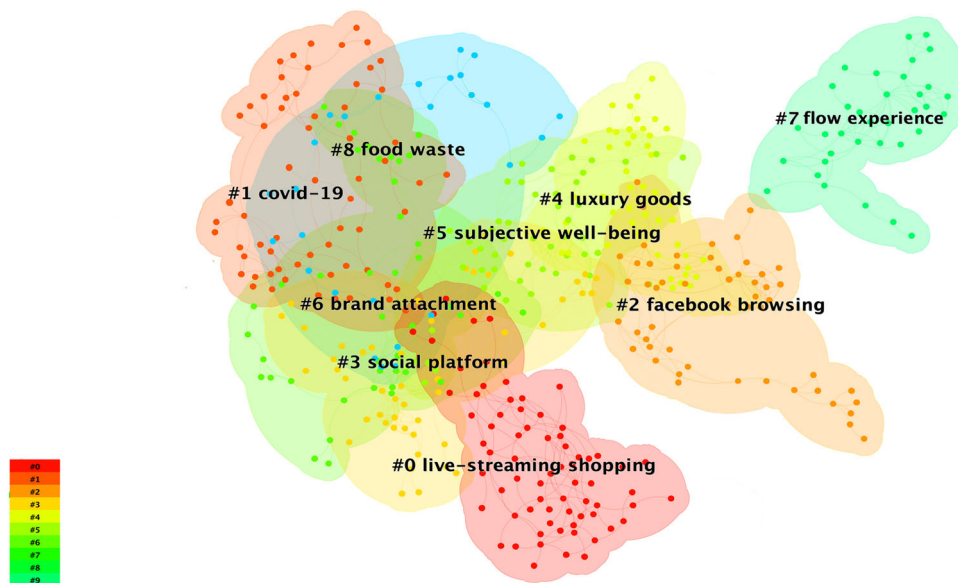 #7 flow experience
#8 food waste
#1 covid-19
#4 luxury goods
#5 subjective well-being
#6 brand attachment
#2 facebook browsing
#3 social platform
#0 live-streaming shopping
#0
#1
#2
#3
#4
#5
#6
#7
#8
#9